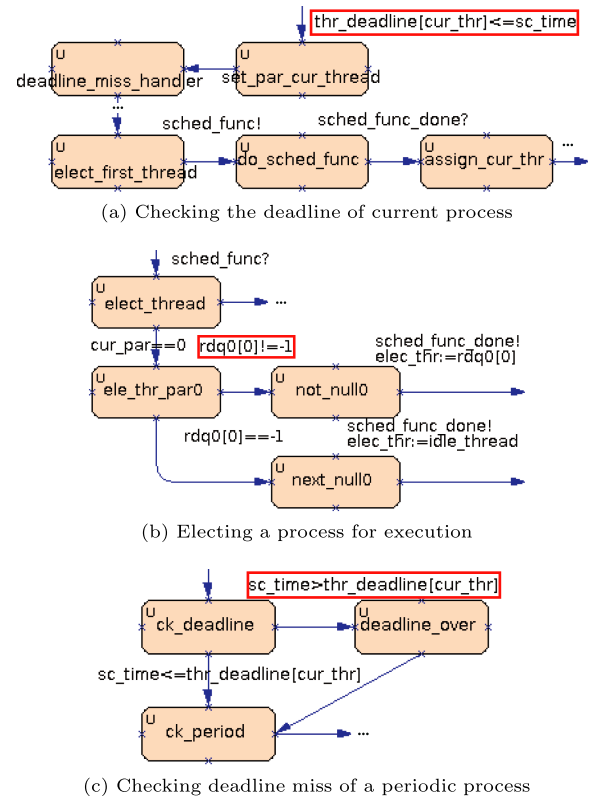 thr_deadline[cur_thr]<=sc_time
U
deadline_miss_handler
U
set_par_cur_thread
...
sched_func!
sched_func_done?
...
U
elect_first_thread
U
do_sched_func
U
assign_cur_thr
(a) Checking the deadline of current process
sched_func?
U
elect_thread
...
cur_par==0
rdq0[0]!=-1
sched_func_done!
elec_thr:=rdq0[0]
U
ele_thr_par0
U
not_null0
rdq0[0]==-1
sched_func_done!
elec_thr:=idle_thread
U
next_null0
(b) Electing a process for execution
sc_time>thr_deadline[cur_thr]
U
ck_deadline
U
deadline_over
sc_time<=thr_deadline[cur_thr]
U
ck_period
...
(c) Checking deadline miss of a periodic process